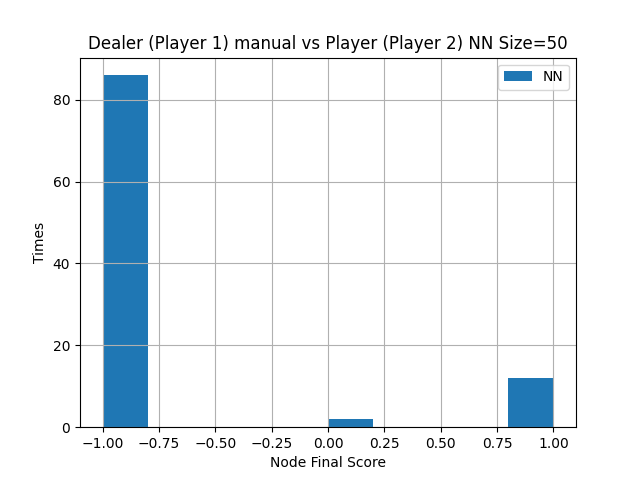 Dealer (Player 1) manual vs Player (Player 2) NN Size=50
NN
80
60
40
20
0
Times
−1.00 −0.75 −0.50 −0.25 0.00 0.25 0.50 0.75 1.00
Node Final Score